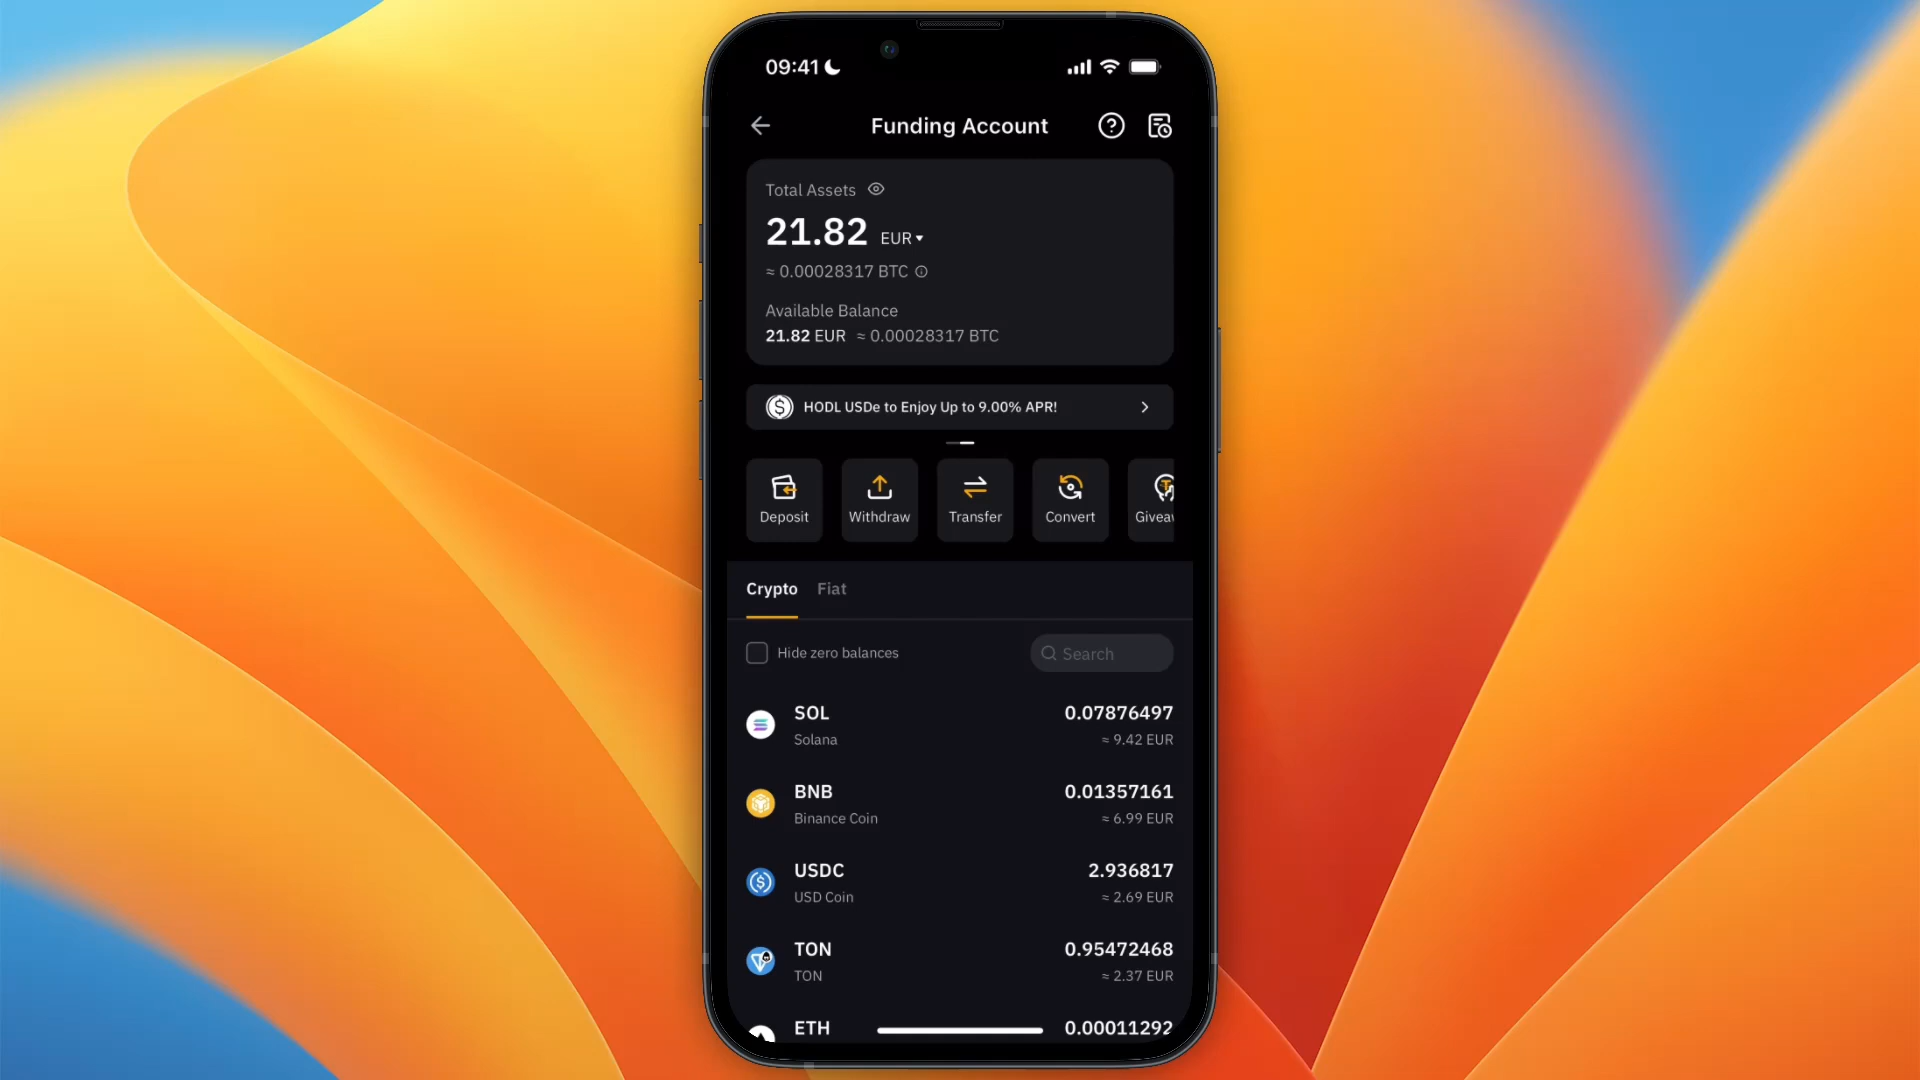 09:41
Funding Account
Total Assets
21.82 EUR
≈ 0.00028317 BTC
Available Balance
21.82 EUR ≈ 0.00028317 BTC
HODL USDe to Enjoy Up to 9.00% APR!
Deposit Withdraw Transfer Convert
Crypto Fiat
Hide zero balances Search
SOL 0.07876497
Solana ≈ 9.42 EUR
BNB 0.01357161
Binance Coin ≈ 6.99 EUR
USDC 2.936817
USD Coin ≈ 2.69 EUR
TON 0.95472468
TON ≈ 2.37 EUR
ETH 0.00011292